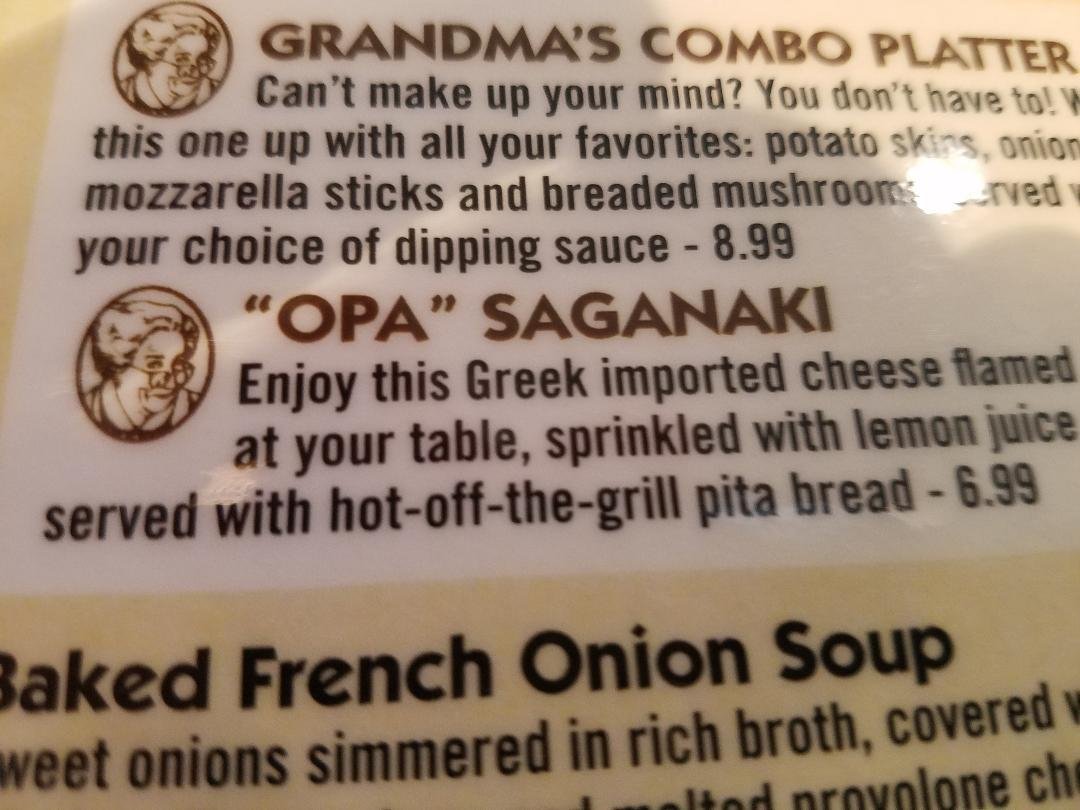 GRANDMA'S COMBO PLATTER
Can't make up your mind? You don't have to!
this one up with all your favorites: potato skins, onion
mozzarella sticks and breaded mushrooms
your choice of dipping sauce - 8.99
"OPA" SAGANAKI
Enjoy this Greek imported cheese flamed
at your table, sprinkled with lemon juice
served with hot-off-the-grill pita bread - 6.99
Baked French Onion Soup
weet onions simmered in rich broth, covered
melted provolone